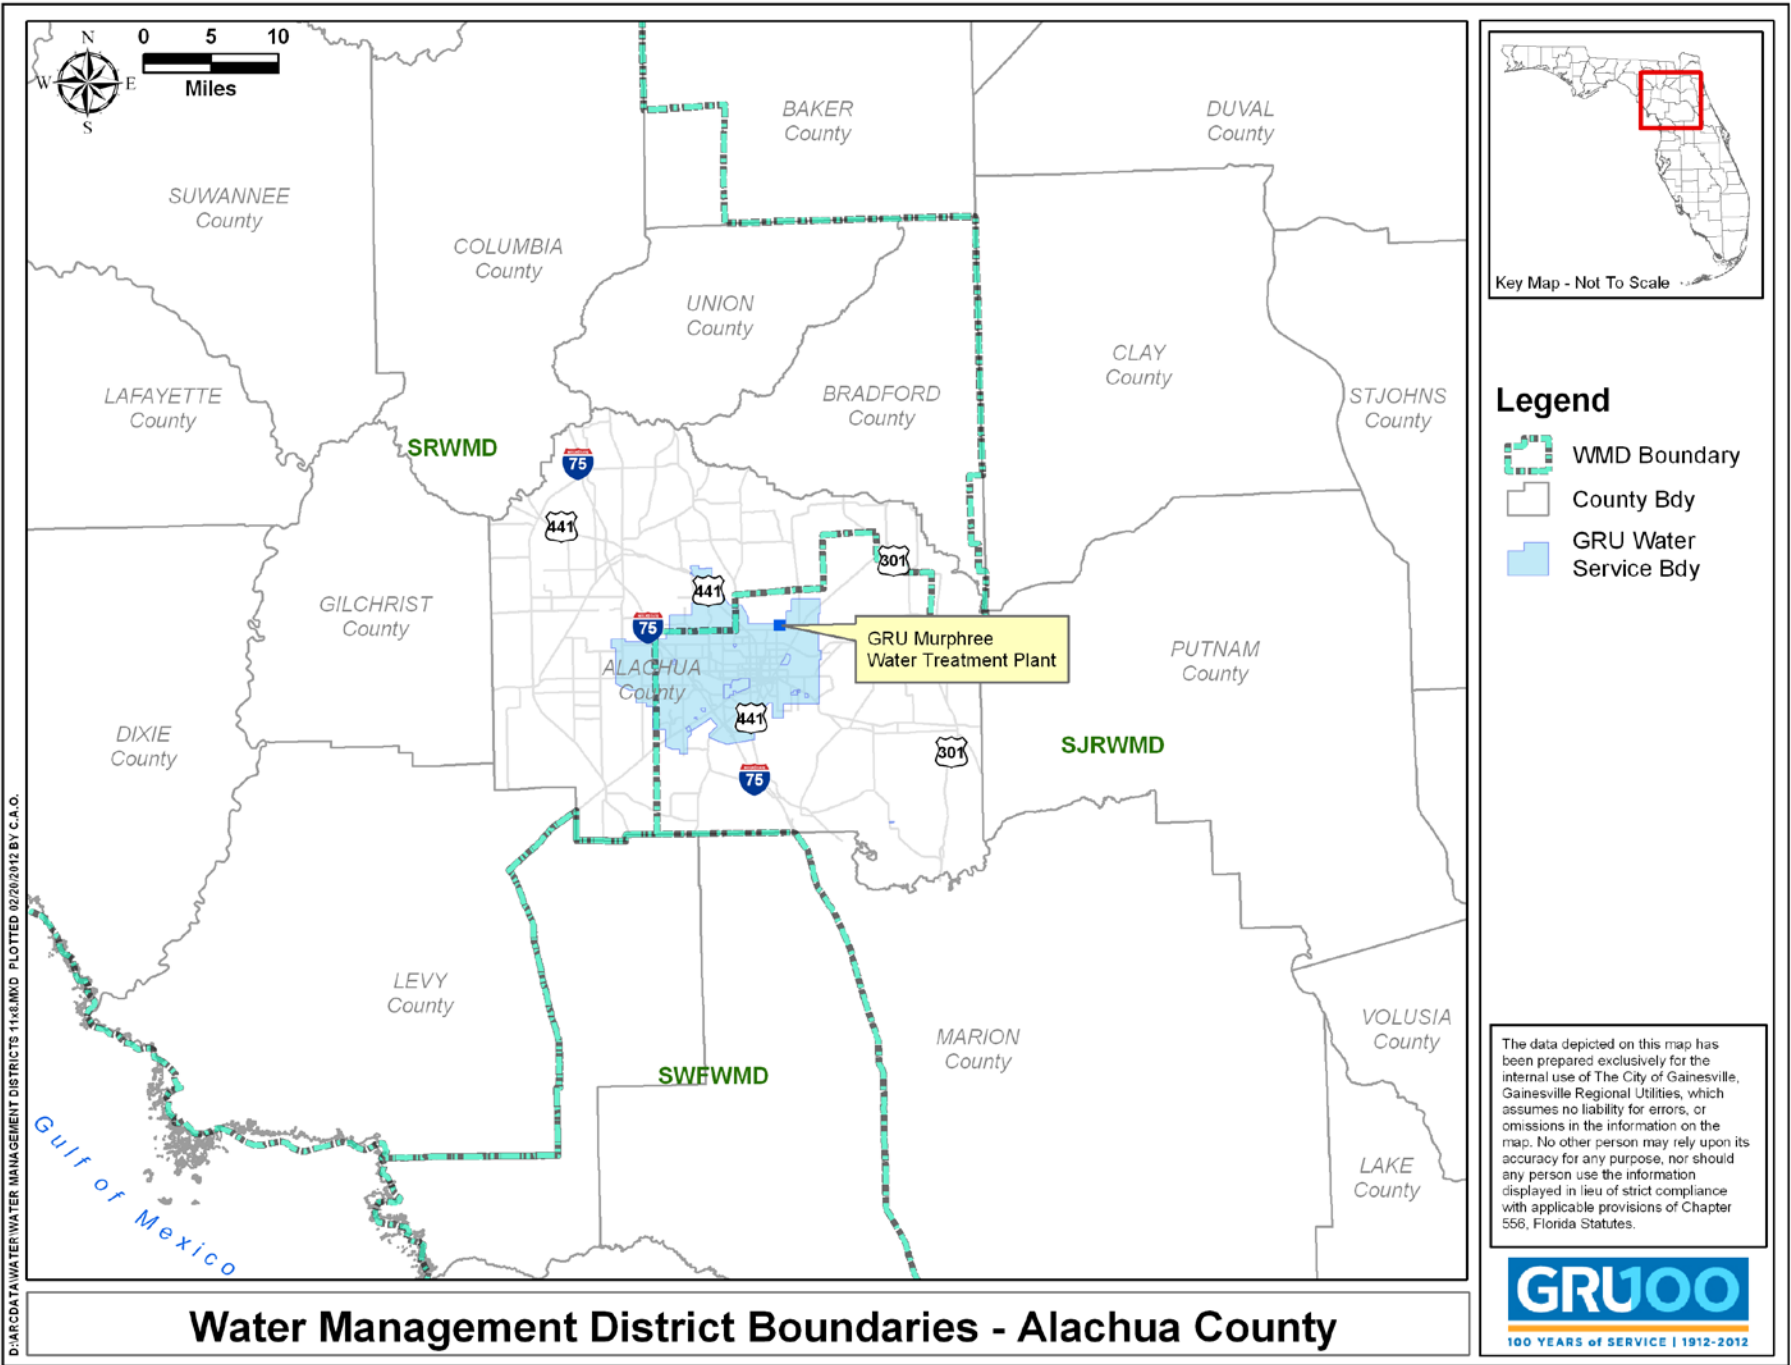 N
W
E
S
0 5 10
Miles
BAKER
County
DUVAL
County
SUWANNEE
County
COLUMBIA
County
UNION
County
CLAY
County
LAFAYETTE
County
BRADFORD
County
STJOHNS
County
SRWMD
75
441
301
441
GILCHRIST
County
75
GRU Murphree
Water Treatment Plant
ALACHUA
County
PUTNAM
County
441
DIXIE
County
301
SJRWMD
75
LEVY
County
MARION
County
VOLUSIA
County
SWFWMD
LAKE
County
Gulf of Mexico
Key Map - Not To Scale
Legend
WMD Boundary
County Bdy
GRU Water
Service Bdy
The data depicted on this map has
been prepared exclusively for the
internal use of The City of Gainesville,
Gainesville Regional Utilities, which
assumes no liability for errors, or
omissions in the information on the
map. No other person may rely upon its
accuracy for any purpose, nor should
any person use the information
displayed in lieu of strict compliance
with applicable provisions of Chapter
556, Florida Statutes.
GRU100
100 YEARS of SERVICE | 1912-2012
Water Management District Boundaries - Alachua County
D:\ARCDATA\WATER\WATER MANAGEMENT DISTRICTS 11x8.MXD PLOTTED 02/20/2012 BY C.A.O.